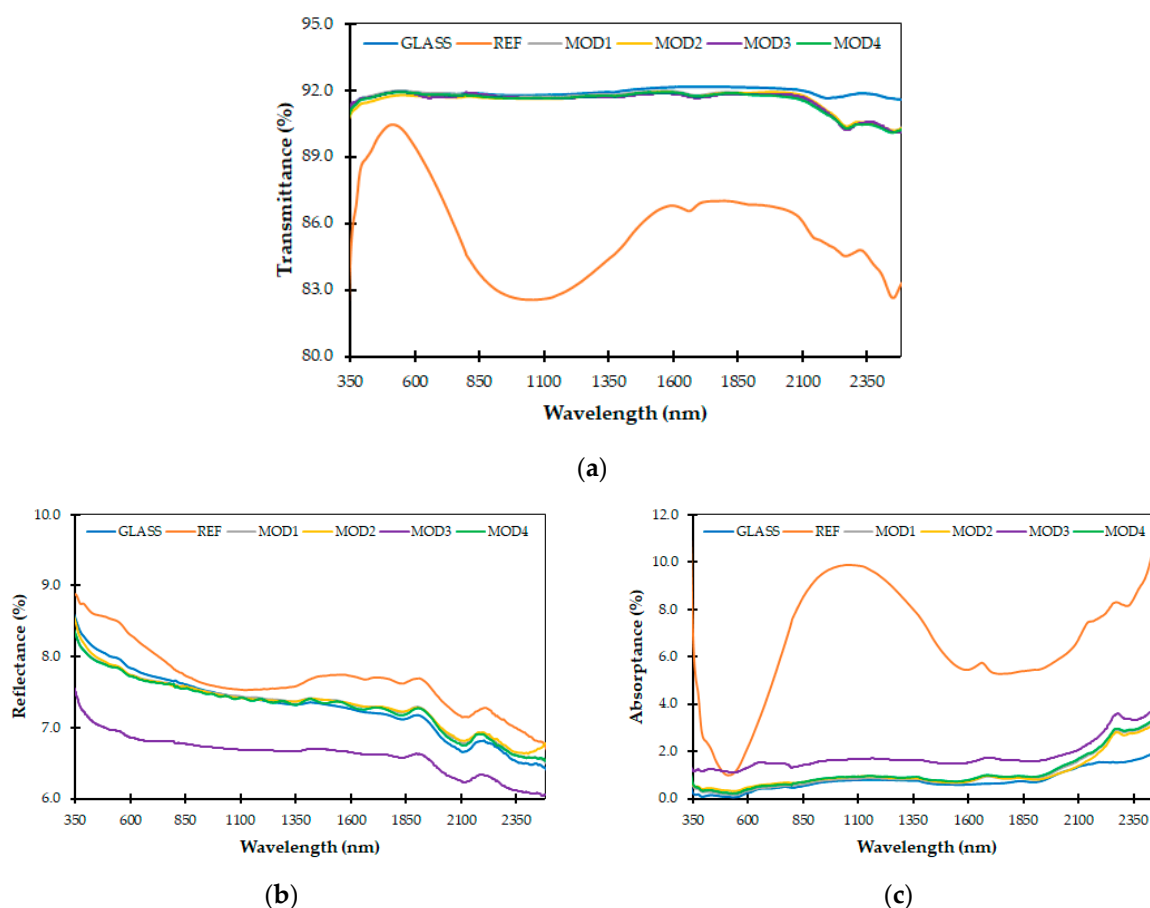 95.0
GLASS REF MOD1 MOD2 MOD3 MOD4
92.0
89.0
86.0
83.0
80.0
Transmittance (%)
350 600 850 1100 1350 1600 1850 2100 2350
Wavelength (nm)
(a)
10.0
GLASS REF MOD1 MOD2 MOD3 MOD4
9.0
8.0
7.0
6.0
Reflectance (%)
350 600 850 1100 1350 1600 1850 2100 2350
Wavelength (nm)
(b)
12.0
GLASS REF MOD1 MOD2 MOD3 MOD4
10.0
8.0
6.0
4.0
2.0
0.0
Absorptance (%)
350 600 850 1100 1350 1600 1850 2100 2350
Wavelength (nm)
(c)